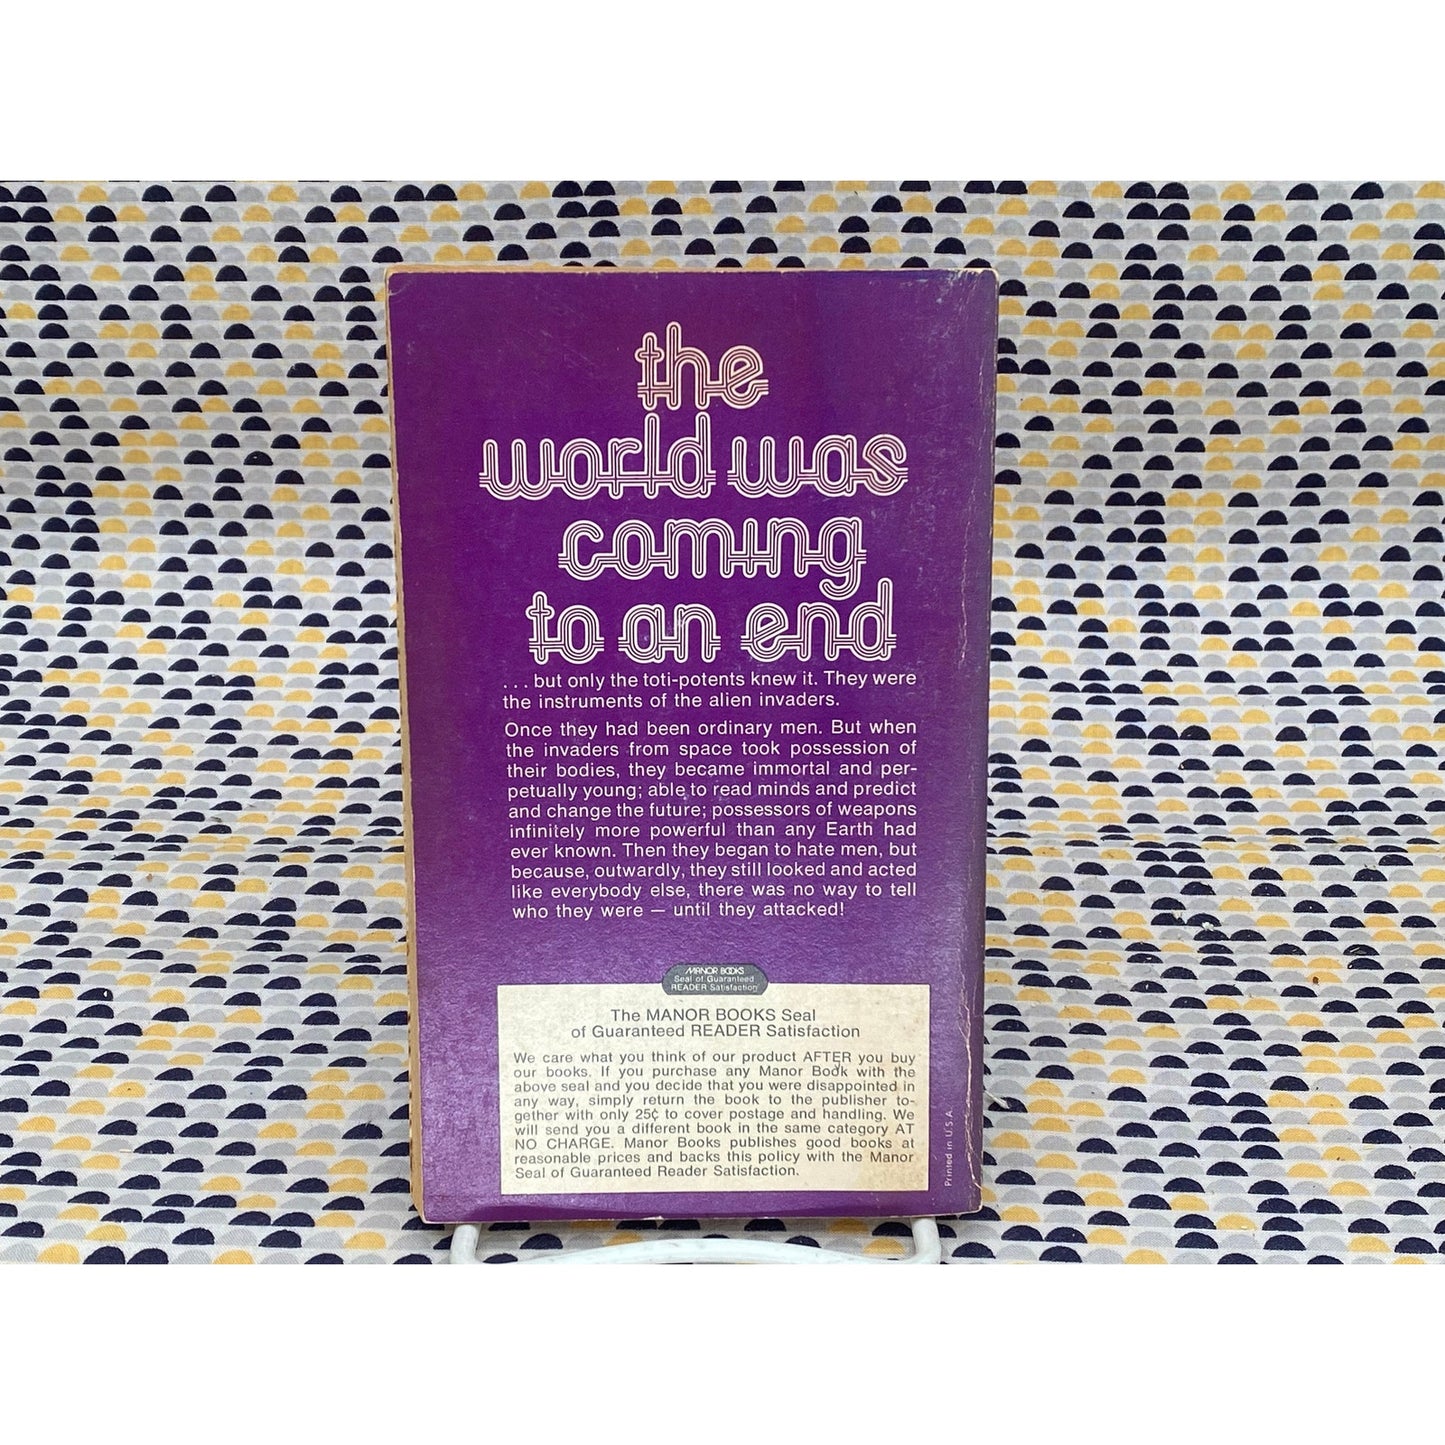 the
world was
coming
to an end
. . . but only the toti-potents knew it. They were
the instruments of the alien invaders.
Once they had been ordinary men. But when
the invaders from space took possession of
their bodies, they became immortal and per-
petually young; able to read minds and predict
and change the future; possessors of weapons
infinitely more powerful than any Earth had
ever known. Then they began to hate men, but
because, outwardly, they still looked and acted
like everybody else, there was no way to tell
who they were — until they attacked!
MANOR BOOKS
Seal of Guaranteed
READER Satisfaction
The MANOR BOOKS Seal
of Guaranteed READER Satisfaction
We care what you think of our product AFTER you buy
our books. If you purchase any Manor Book with the
above seal and you decide that you were disappointed in
any way, simply return the book to the publisher to-
gether with only 25¢ to cover postage and handling. We
will send you a different book in the same category AT
NO CHARGE. Manor Books publishes good books at
reasonable prices and backs this policy with the Manor
Seal of Guaranteed Reader Satisfaction.
Printed in U.S.A.